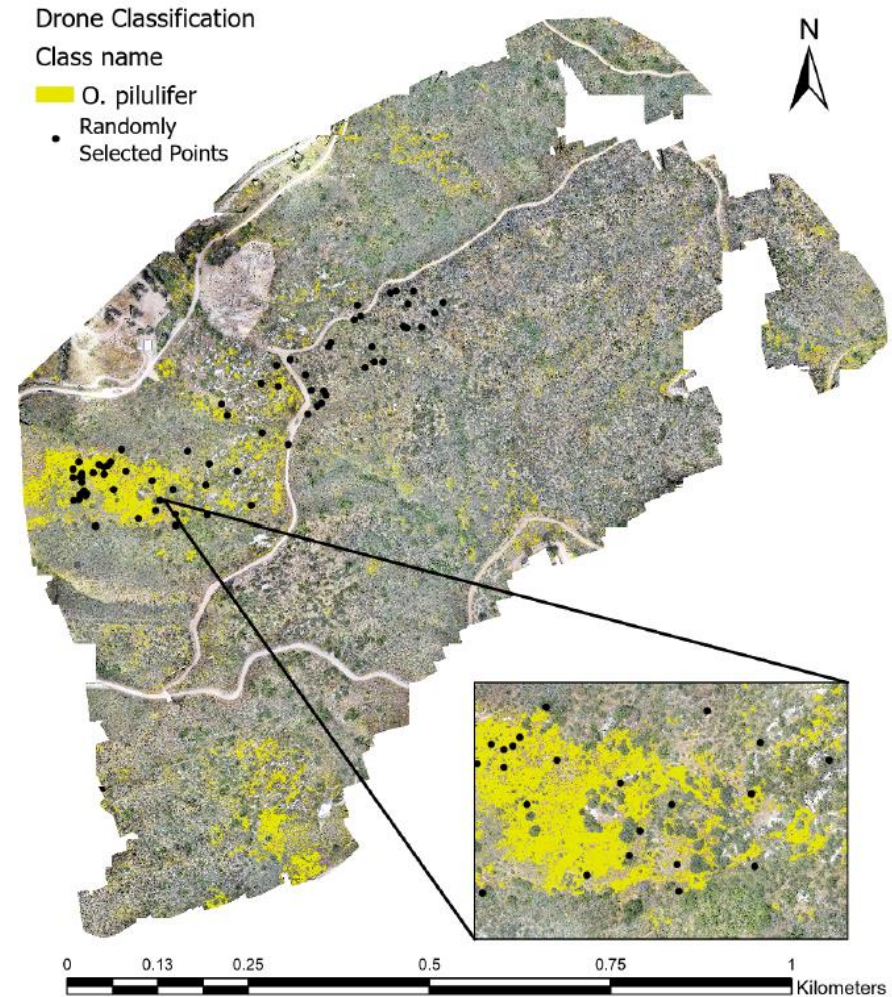 Drone Classification
Class name
O. pilulifer
Randomly
Selected Points
N
0 0.13 0.25 0.5 0.75 1
Kilometers